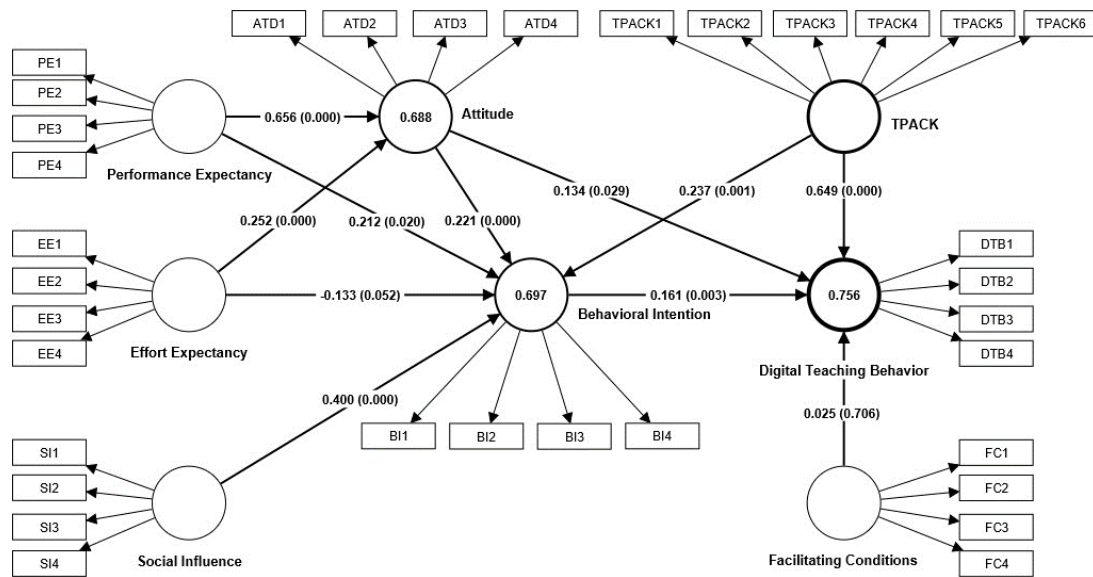 ATD1
ATD2
ATD3
ATD4
TPACK1
TPACK2
TPACK3
TPACK4
TPACK5
TPACK6
PE1
PE2
PE3
PE4
0.656 (0.000)
0.688
Attitude
TPACK
Performance Expectancy
0.252 (0.000)
0.212 (0.020)
0.221 (0.000)
0.134 (0.029)
0.237 (0.001)
0.649 (0.000)
EE1
EE2
EE3
EE4
-0.133 (0.052)
0.697
0.161 (0.003)
0.756
DTB1
DTB2
DTB3
DTB4
Behavioral Intention
Effort Expectancy
Digital Teaching Behavior
0.400 (0.000)
0.025 (0.706)
BI1
BI2
BI3
BI4
SI1
SI2
SI3
SI4
FC1
FC2
FC3
FC4
Social Influence
Facilitating Conditions